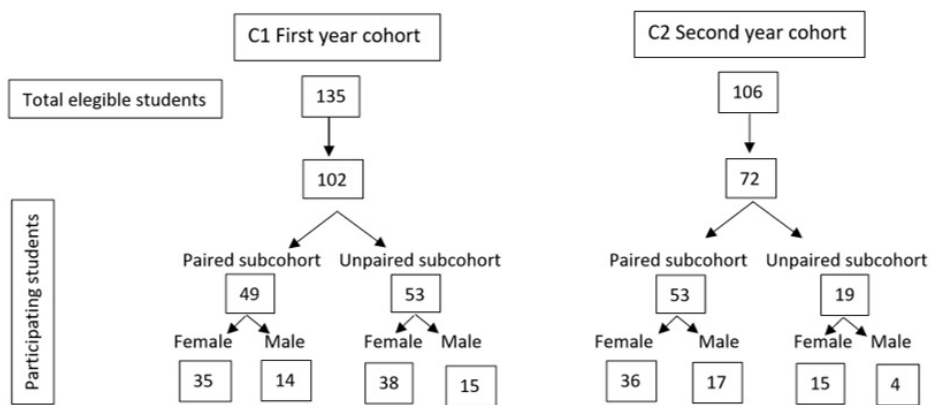 C1 First year cohort
C2 Second year cohort
Total elegible students
135
106
102
72
Participating students
Paired subcohort
Unpaired subcohort
Paired subcohort
Unpaired subcohort
49
53
53
19
Female
Male
Female
Male
Female
Male
Female
Male
35
14
38
15
36
17
15
4